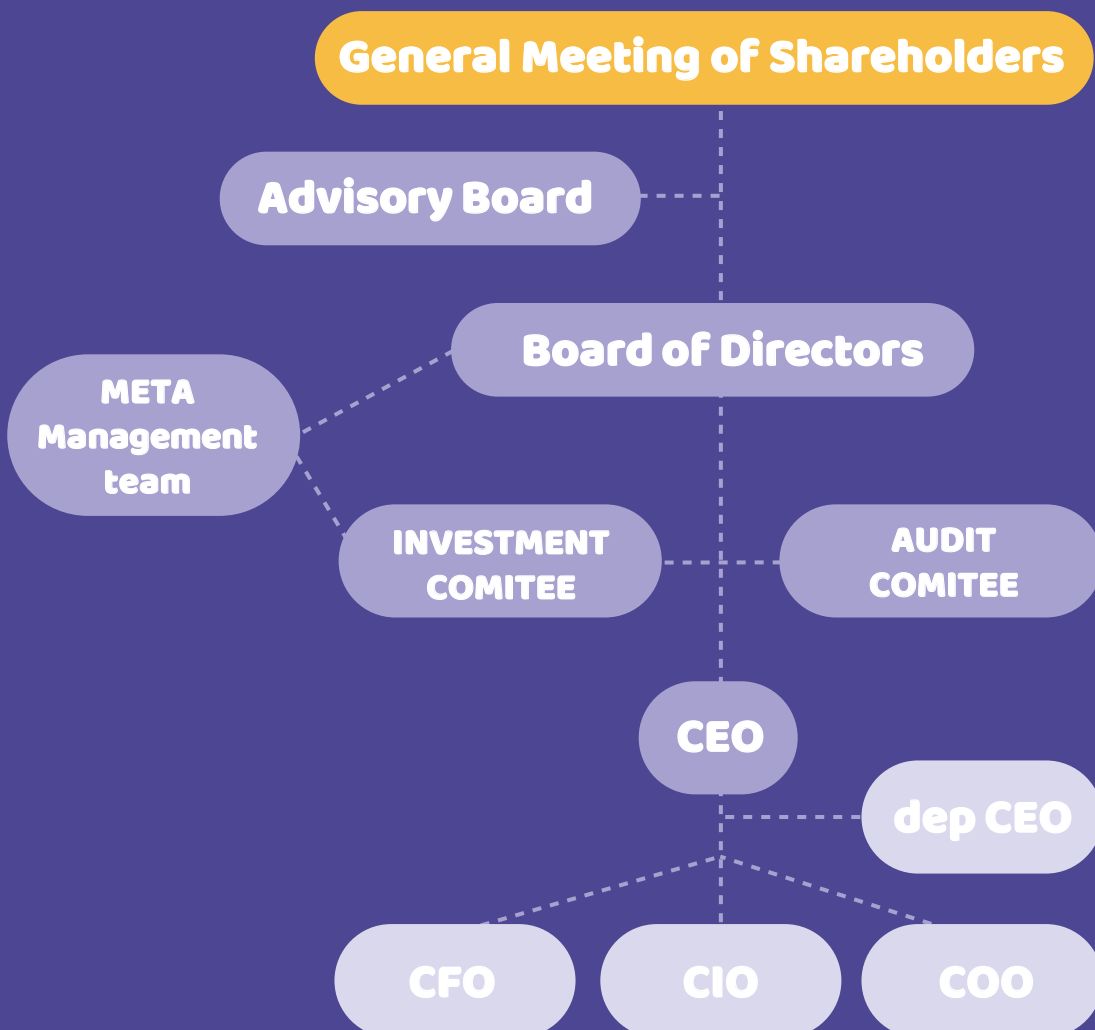 General Meeting of Shareholders
Advisory Board
Board of Directors
META
Management
team
INVESTMENT
COMITEE
AUDIT
COMITEE
CEO
dep CEO
CFO
CIO
COO